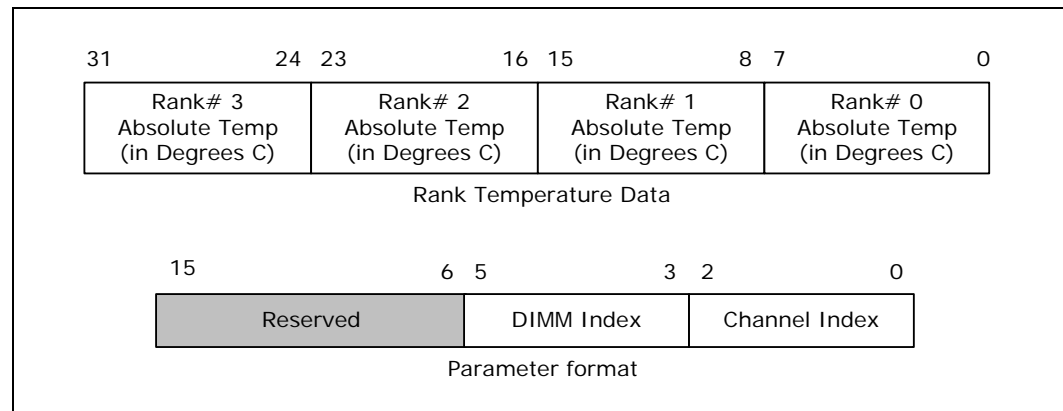 31 24 23 16 15 8 7 0
Rank# 3 Rank# 2 Rank# 1 Rank# 0
Absolute Temp Absolute Temp Absolute Temp Absolute Temp
(in Degrees C) (in Degrees C) (in Degrees C) (in Degrees C)
Rank Temperature Data
15 6 5 3 2 0
Reserved DIMM Index Channel Index
Parameter format